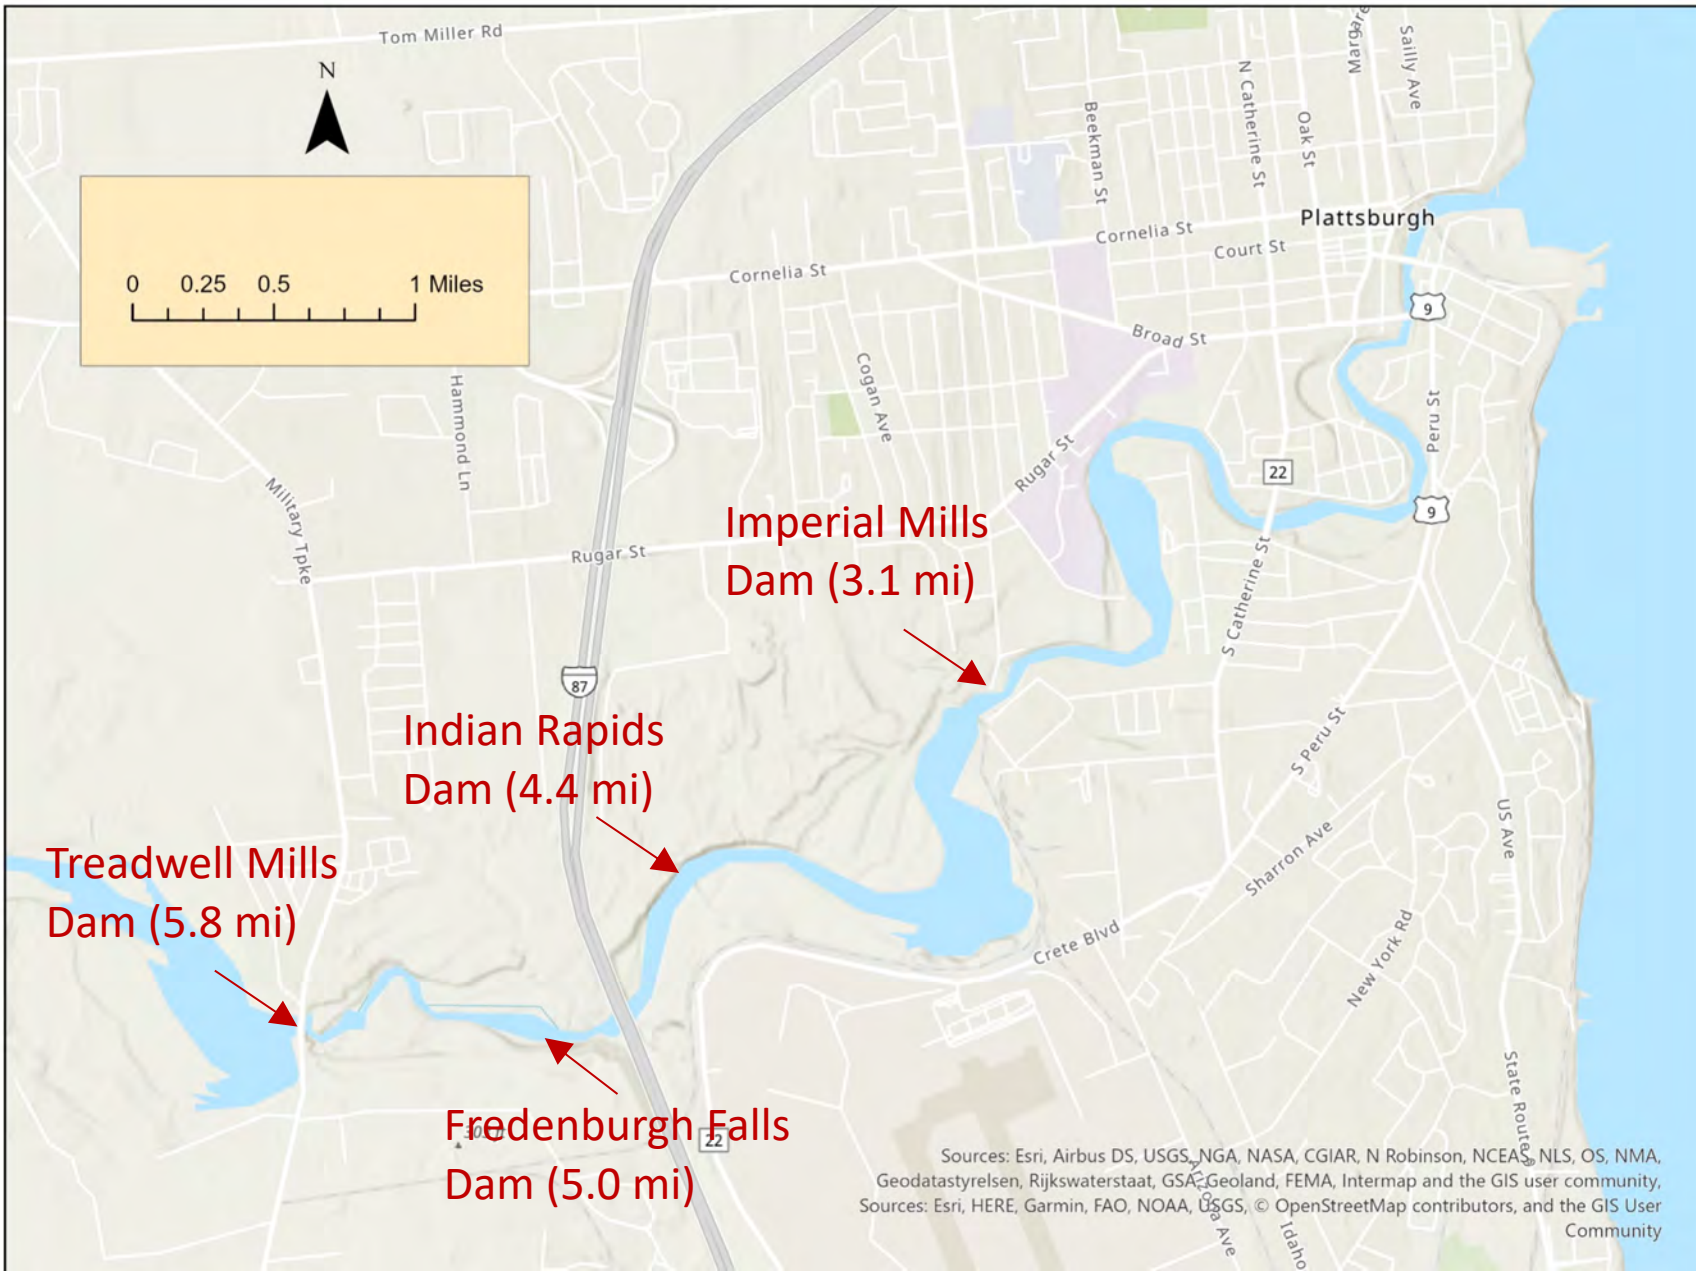 Tom Miller Rd
N
0 0.25 0.5 1 Miles
Hammond Ln
Military Tpke
Cornelia St
Cornelia St
Beekman St
N Catherine St
Oak St
Margare
Sailly Ave
Plattsburgh
Court St
Broad St
9
Cogan Ave
Rugar St
Rugar St
22
Peru St
9
S Catherine St
Imperial Mills
Dam (3.1 mi)
87
Indian Rapids
Dam (4.4 mi)
S Peru St
Sharron Ave
US Ave
Treadwell Mills
Dam (5.8 mi)
Crete Blvd
New York Rd
State Route
Fredenburgh Falls
Dam (5.0 mi)
22
Arizona Ave
Idaho
Sources: Esri, Airbus DS, USGS, NGA, NASA, CGIAR, N Robinson, NCEAS, NLS, OS, NMA,
Geodatastyrelsen, Rijkswaterstaat, GSA, Geoland, FEMA, Intermap and the GIS user community,
Sources: Esri, HERE, Garmin, FAO, NOAA, USGS, © OpenStreetMap contributors, and the GIS User
Community